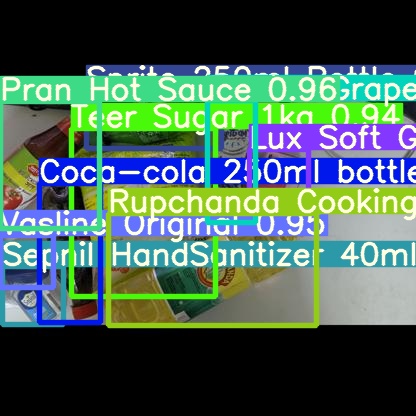 Sprite 250ml Bottle
Pran Hot Sauce 0.96
Grape
Teer Sugar 1kg 0.94
Lux Soft G
Coca-cola 250ml bottle
Rupchanda Cooking
Vasline Original 0.95
Sepnil HandSanitizer 40ml